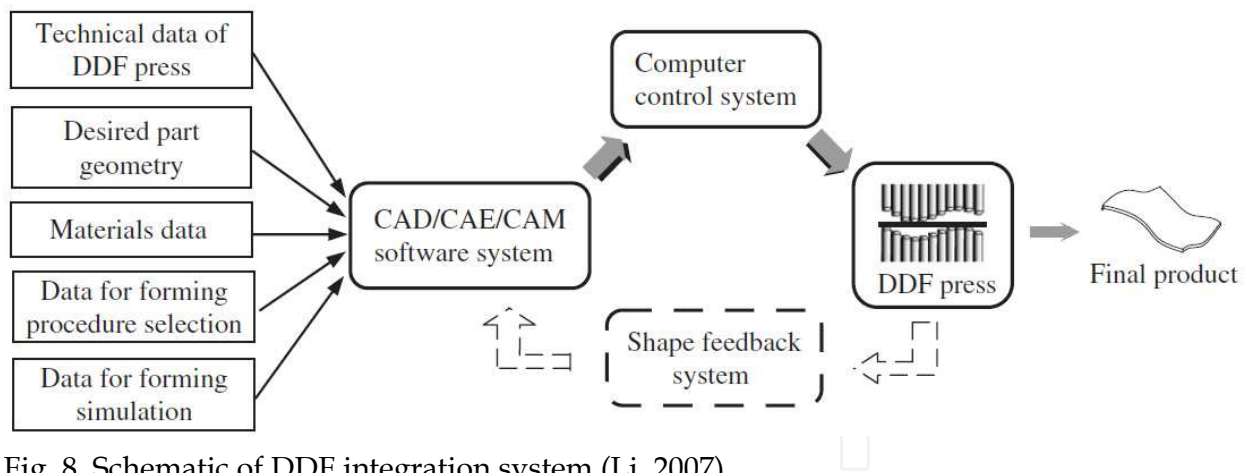 Technical data of
DDF press
Desired part
geometry
Materials data
Data for forming
procedure selection
Data for forming
simulation
CAD/CAE/CAM
software system
Computer
control system
DDF press
Shape feedback
system
Final product
Fig. 8. Schematic of DDF integration system (Li, 2007)